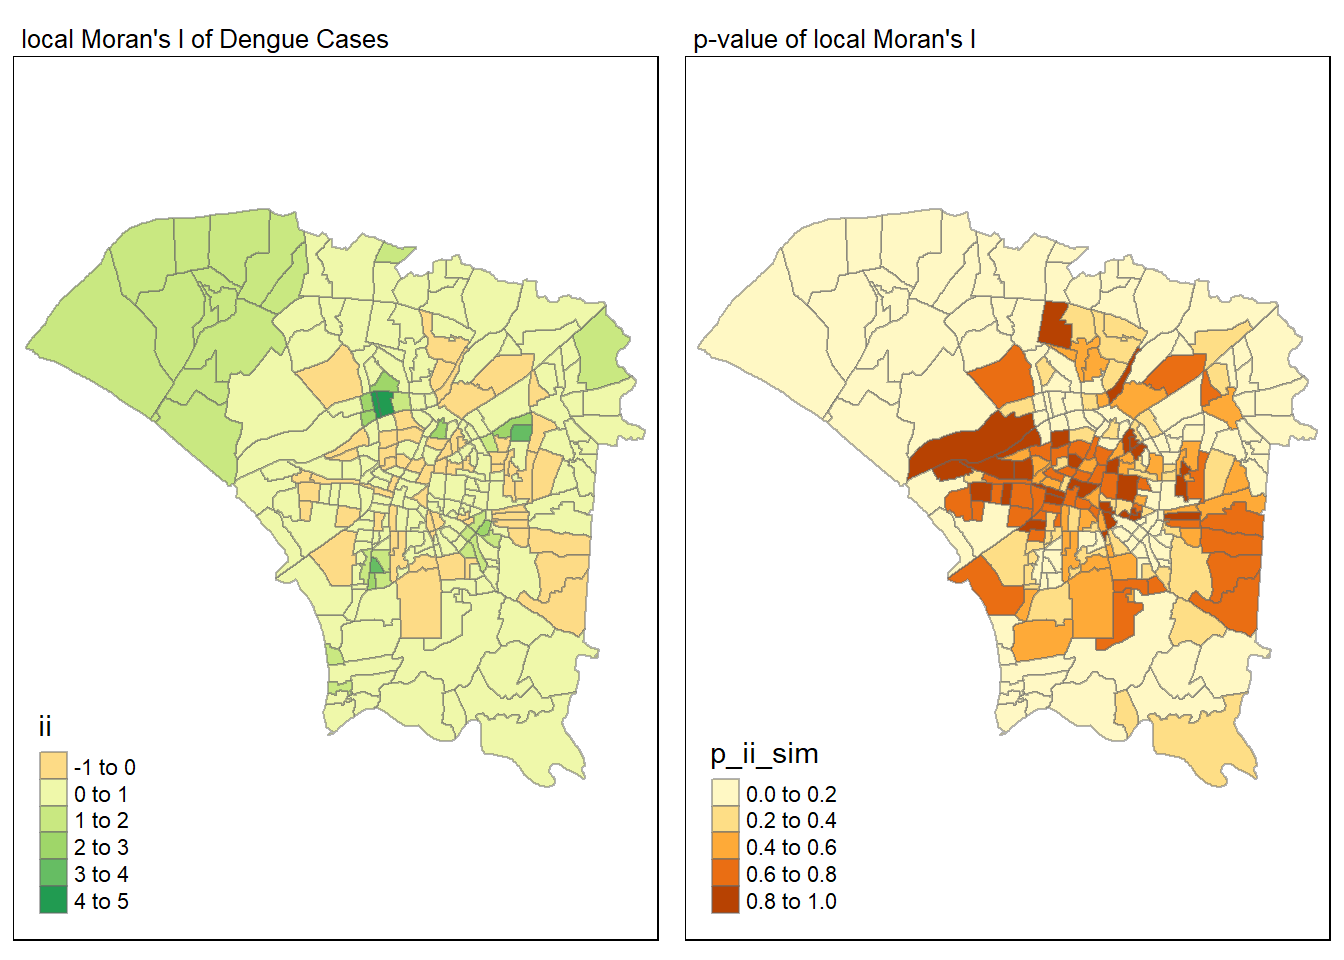 local Moran's I of Dengue Cases
ii
-1 to 0
0 to 1
1 to 2
2 to 3
3 to 4
4 to 5
p-value of local Moran's I
p_ii_sim
0.0 to 0.2
0.2 to 0.4
0.4 to 0.6
0.6 to 0.8
0.8 to 1.0